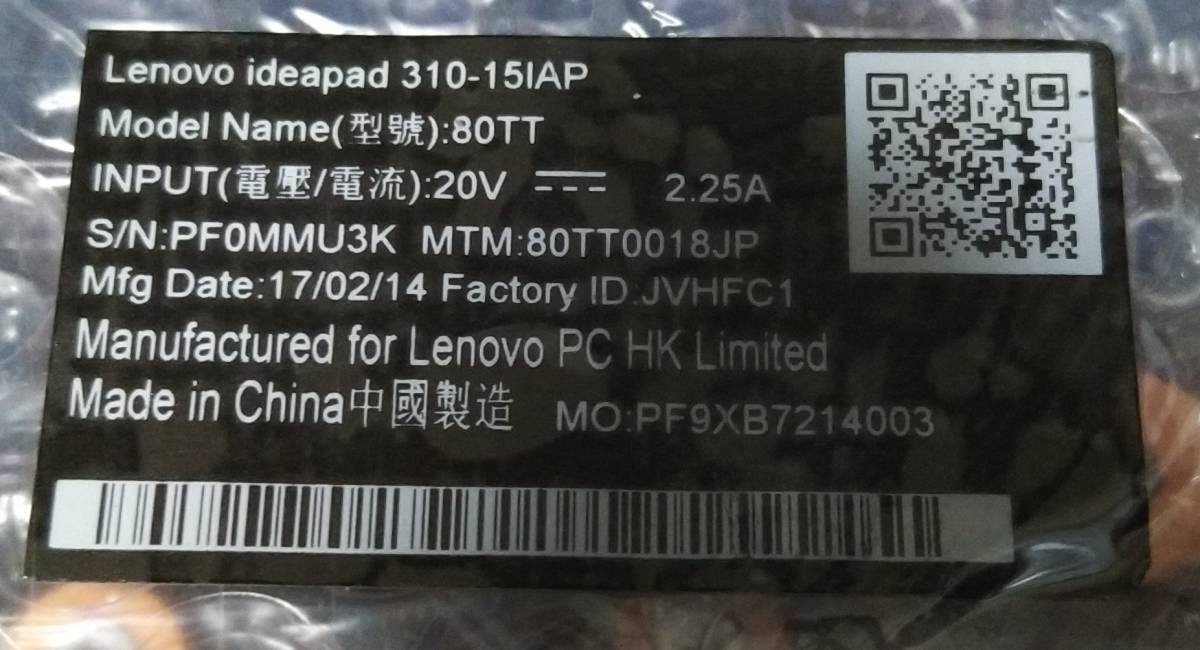 Lenovo ideapad 310-15IAP
Model Name(型號):80TT
INPUT(電壓/電流):20V ⎓ 2.25A
S/N:PF0MMU3K MTM:80TT0018JP
Mfg Date:17/02/14 Factory ID:JVHFC1
Manufactured for Lenovo PC HK Limited
Made in China中國製造 MO:PF9XB7214003